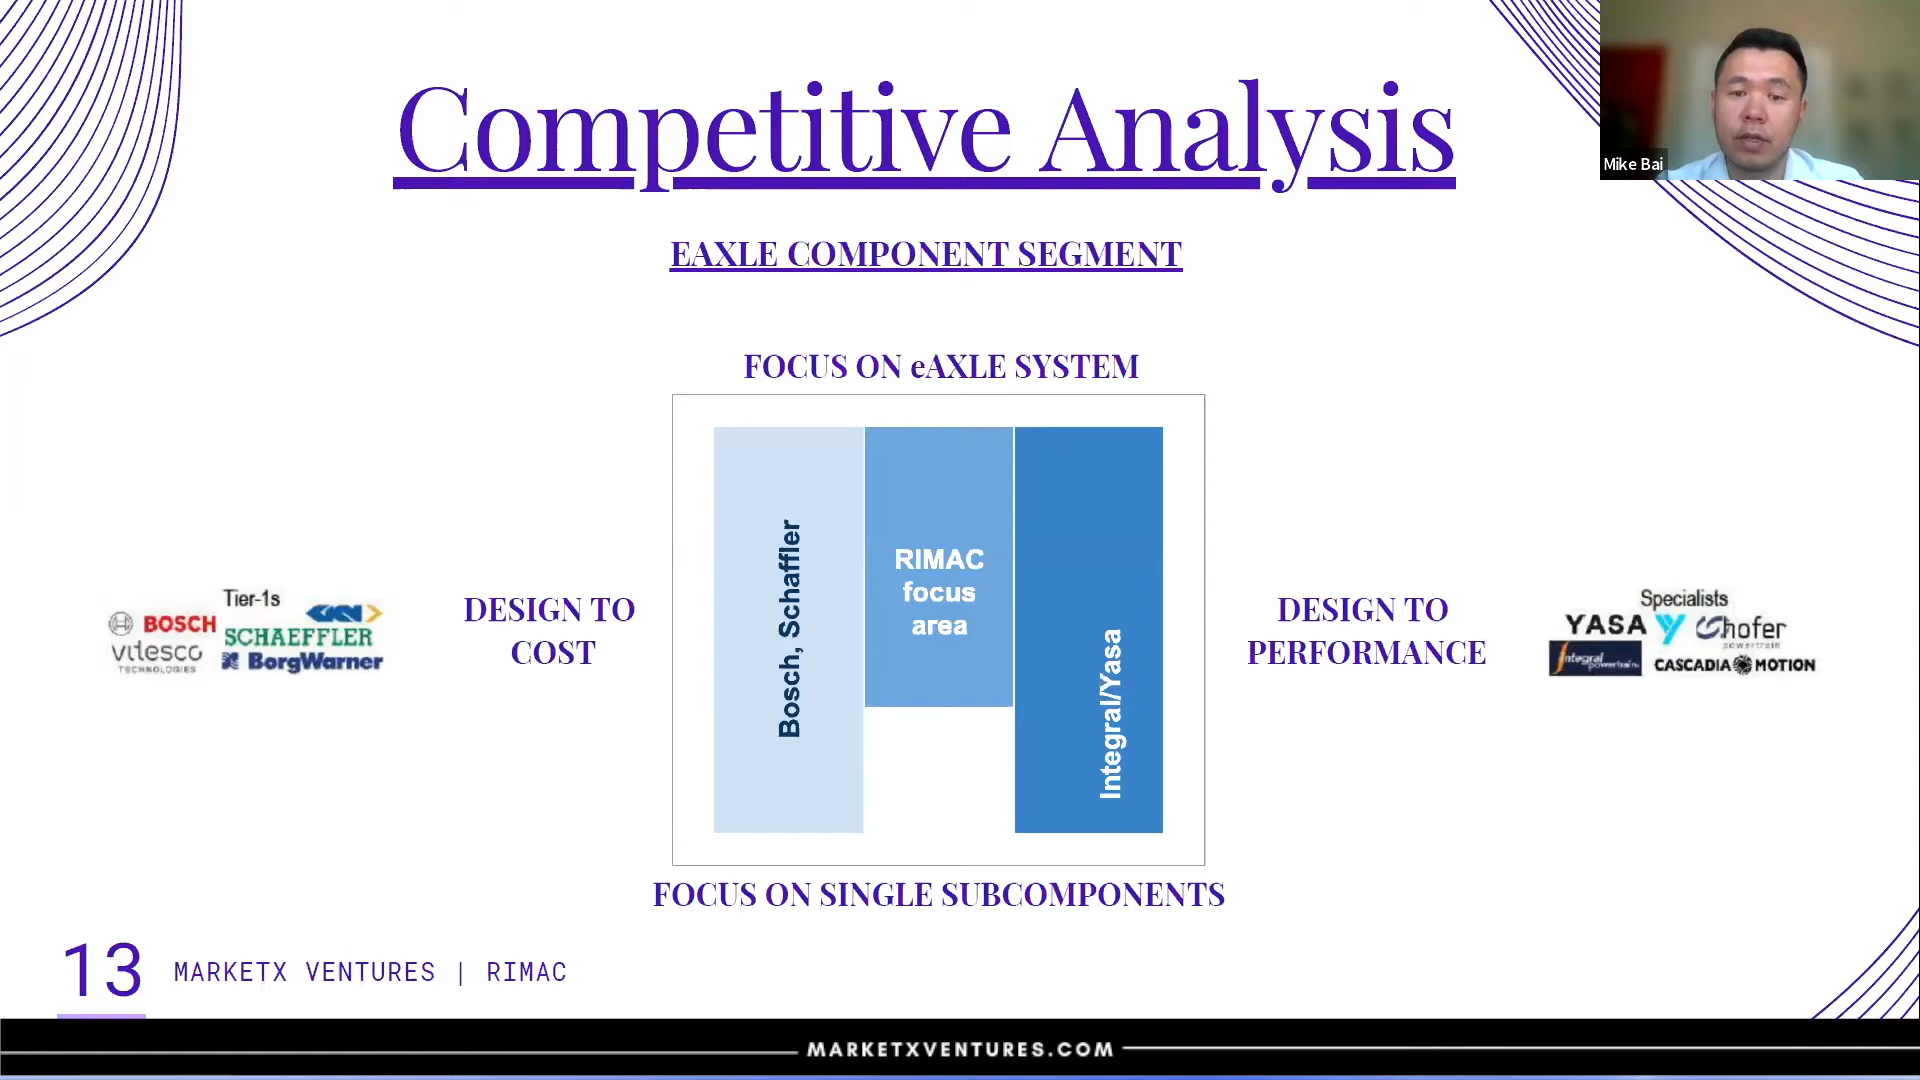 Competitive Analysis
Mike Bai
EAXLE COMPONENT SEGMENT
FOCUS ON eAXLE SYSTEM
Tier-1s
BOSCH
GKN
SCHAEFFLER
vitesco
TECHNOLOGIES
BorgWarner
DESIGN TO
COST
Bosch, Schaffler
RIMAC
focus
area
Integral/Yasa
DESIGN TO
PERFORMANCE
Specialists
YASA
hofer
powertrain
Integral
powertrain
CASCADIA MOTION
FOCUS ON SINGLE SUBCOMPONENTS
13 MARKETX VENTURES | RIMAC
MARKETXVENTURES.COM